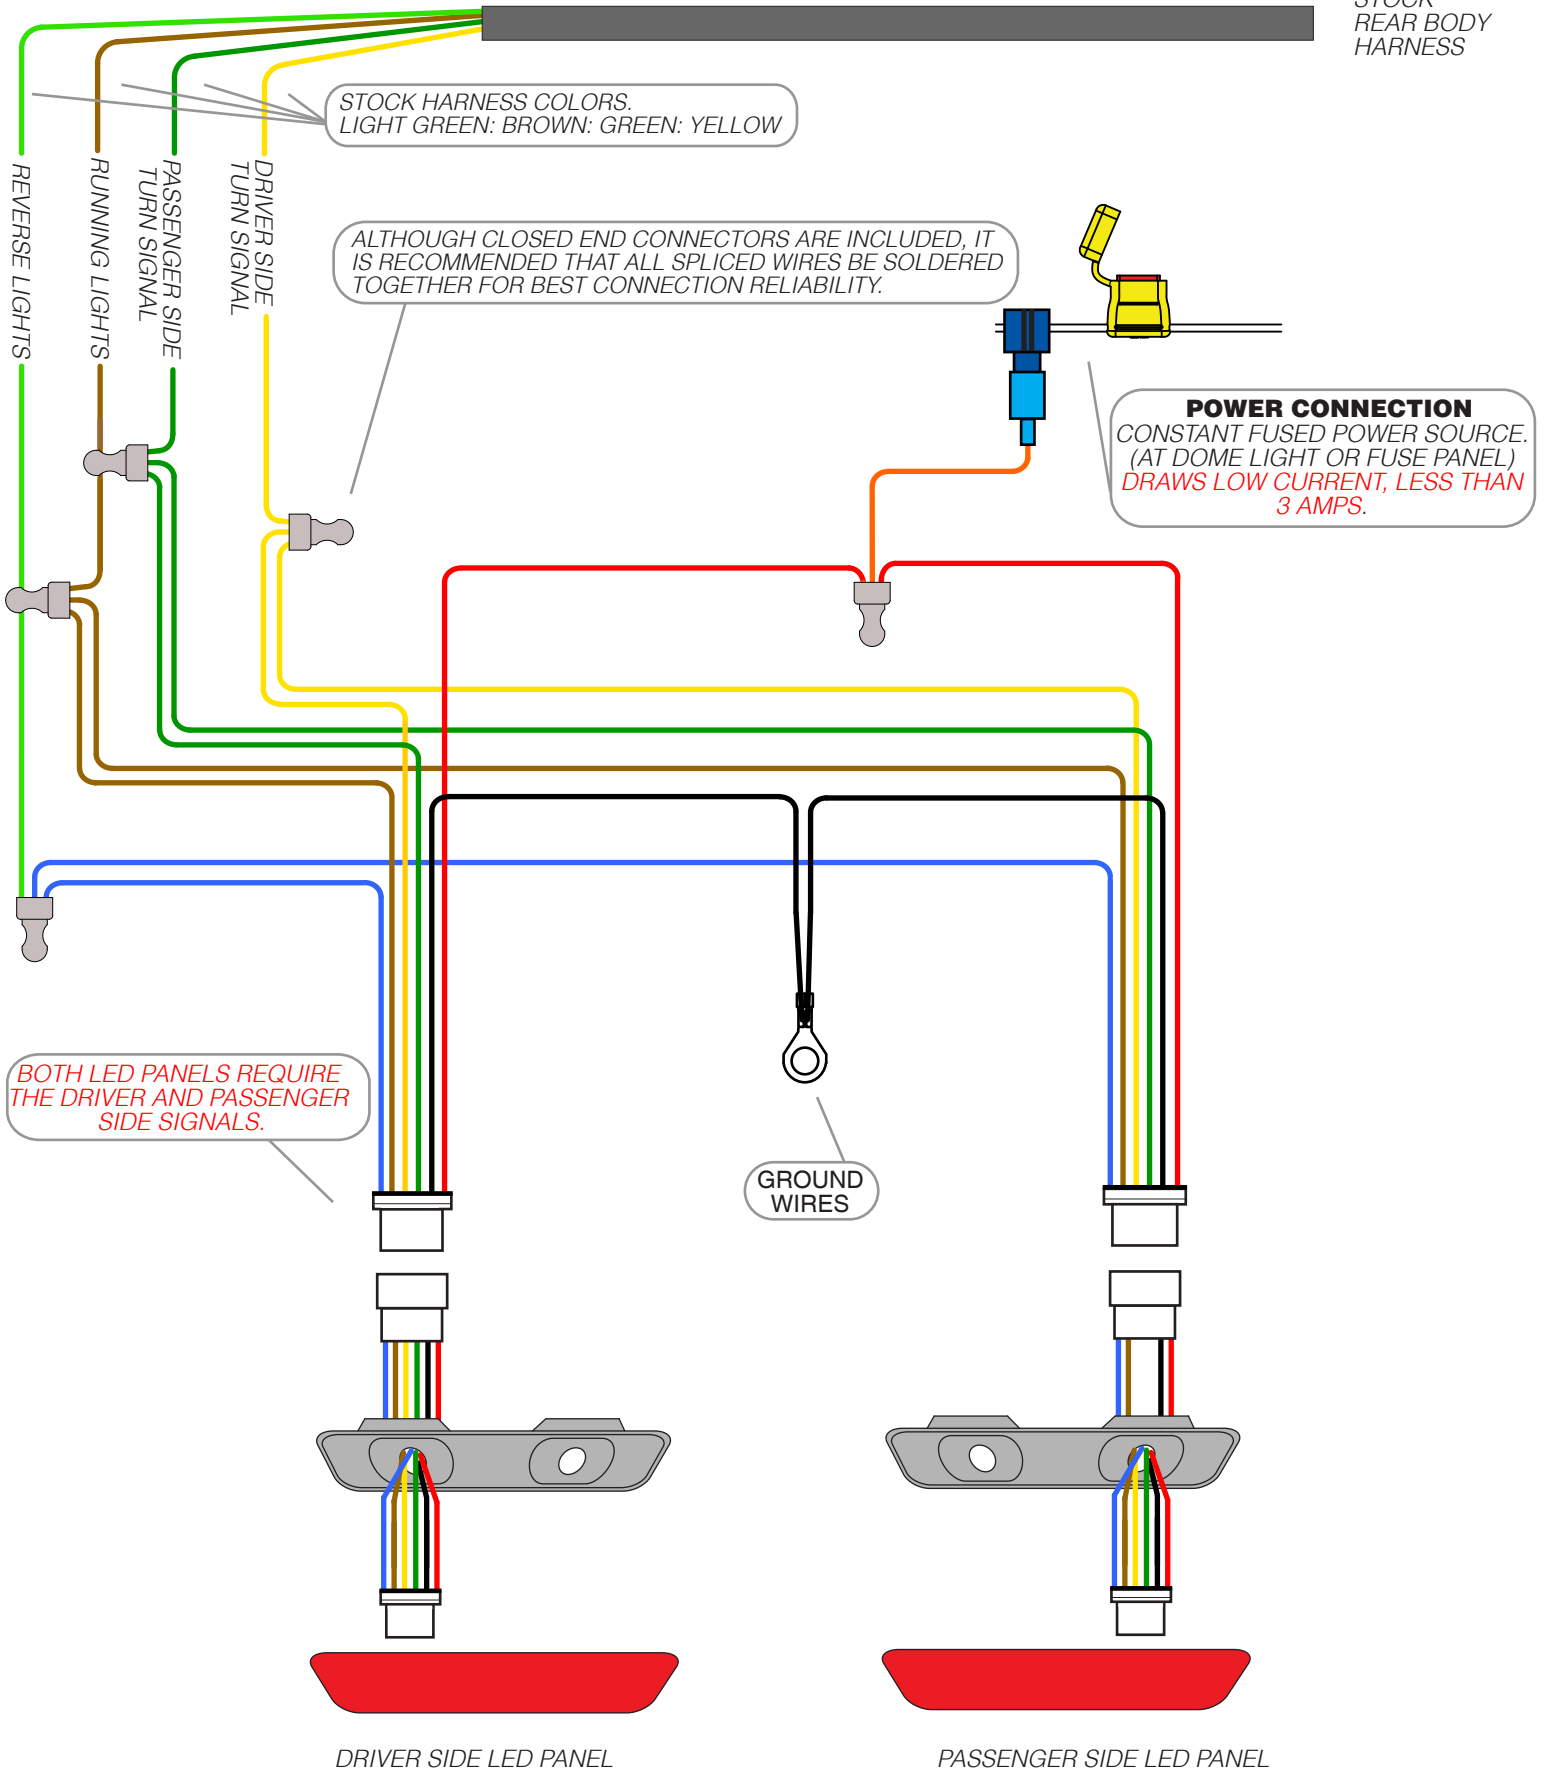 STOCK
REAR BODY
HARNESS
STOCK HARNESS COLORS.
LIGHT GREEN: BROWN: GREEN: YELLOW
REVERSE LIGHTS
RUNNING LIGHTS
PASSENGER SIDE
TURN SIGNAL
DRIVER SIDE
TURN SIGNAL
ALTHOUGH CLOSED END CONNECTORS ARE INCLUDED, IT
IS RECOMMENDED THAT ALL SPLICED WIRES BE SOLDERED
TOGETHER FOR BEST CONNECTION RELIABILITY.
POWER CONNECTION
CONSTANT FUSED POWER SOURCE.
(AT DOME LIGHT OR FUSE PANEL)
DRAWS LOW CURRENT, LESS THAN
3 AMPS.
BOTH LED PANELS REQUIRE
THE DRIVER AND PASSENGER
SIDE SIGNALS.
GROUND
WIRES
DRIVER SIDE LED PANEL
PASSENGER SIDE LED PANEL